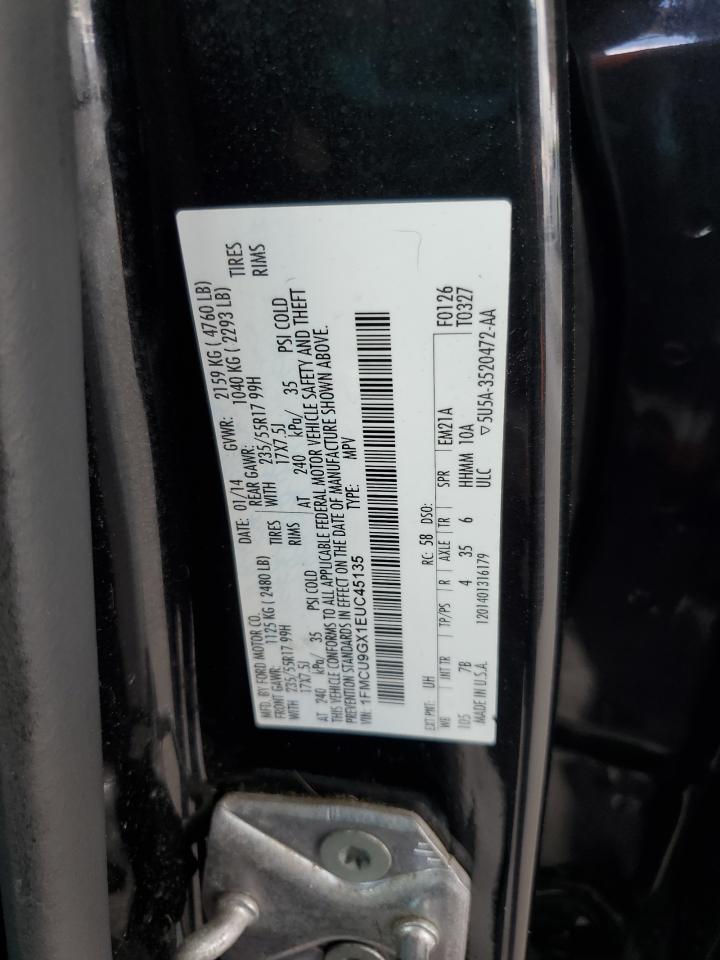 MFD. BY FORD MOTOR CO. DATE: 01/14 GVWR: 2159 KG ( 4760 LB)
FRONT GAWR: 1125 KG ( 2480 LB) REAR GAWR: 1040 KG ( 2293 LB)
WITH 235/55R17 99H TIRES WITH 235/55R17 99H TIRES
17X7.5J RIMS 17X7.5J RIMS
AT 240 kPa/ 35 PSI COLD AT 240 kPa/ 35 PSI COLD
THIS VEHICLE CONFORMS TO ALL APPLICABLE FEDERAL MOTOR VEHICLE SAFETY AND THEFT
PREVENTION STANDARDS IN EFFECT ON THE DATE OF MANUFACTURE SHOWN ABOVE.
VIN: 1FMCU9GX1EUC45135 TYPE: MPV
EXT PNT: UH RC: 58 DSO: F0126
WB INT TR TP/PS R AXLE TR SPR EM21A T0327
105 7B 4 35 6 HHMM 10A
MADE IN U.S.A. 1201401316179 ULC ▽5U5A-3520472-AA